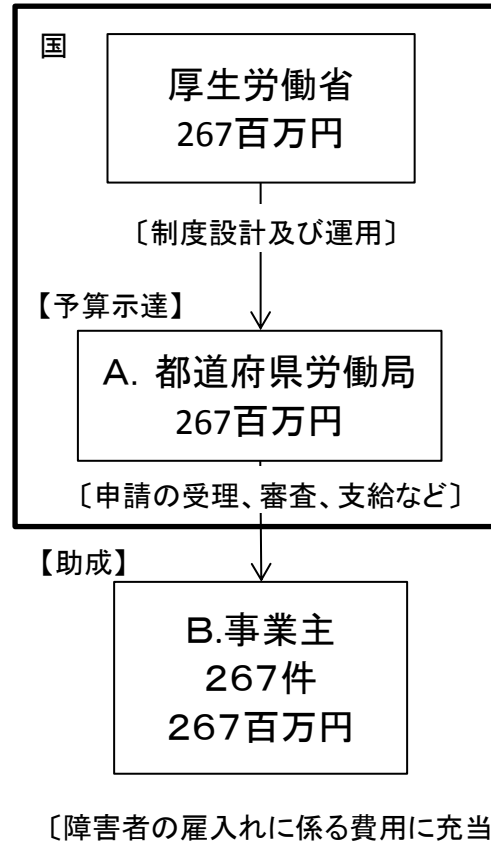 国
厚生労働省
267百万円
〔制度設計及び運用〕
【予算示達】
A. 都道府県労働局
267百万円
〔申請の受理、審査、支給など〕
【助成】
B.事業主
267件
267百万円
〔障害者の雇入れに係る費用に充当